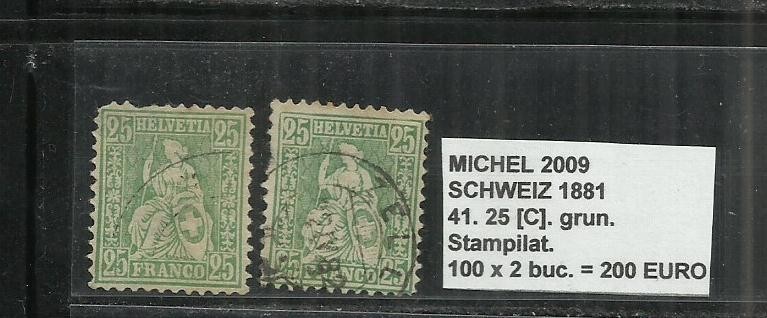 25 HELVETIA 25
25 FRANCO 25
25 HELVETIA 25
25 FRANCO 25
MICHEL 2009
SCHWEIZ 1881
41. 25 [C]. grun.
Stampilat.
100 x 2 buc. = 200 EURO